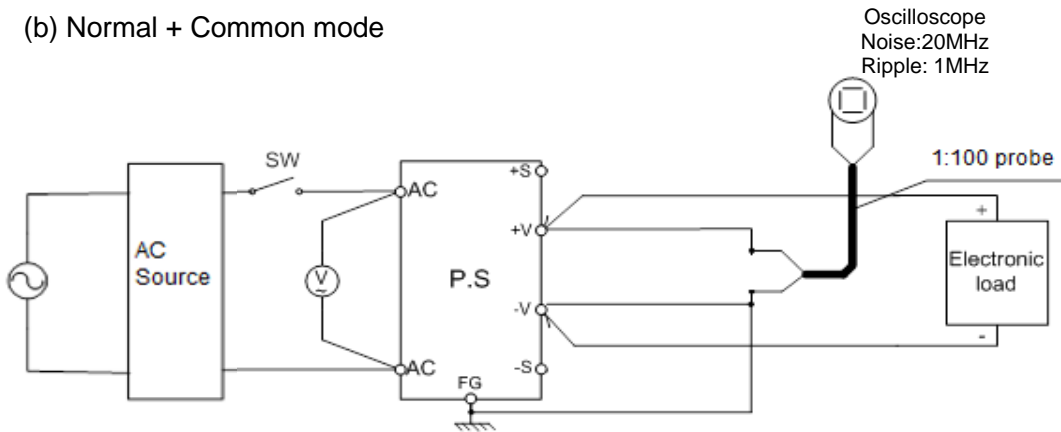 (b) Normal + Common mode
Oscilloscope
Noise:20MHz
Ripple: 1MHz
1:100 probe
SW
AC
Source
V
AC
AC
P.S
+S
+V
-V
-S
FG
+
Electronic
load
-